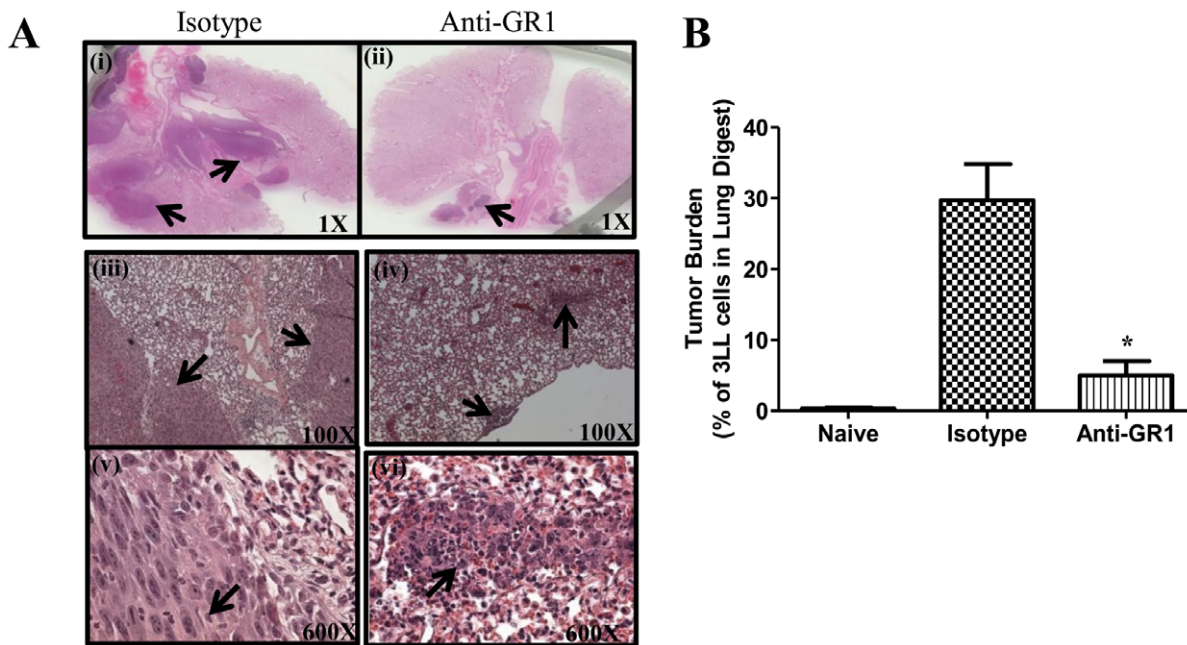 A
Isotype
Anti-GR1
(i)
1X
(ii)
1X
(iii)
100X
(iv)
100X
(v)
600X
(vi)
600X
B
Tumor Burden
(% of 3LL cells in Lung Digest)
40
30
20
10
0
*
Naive
Isotype
Anti-GR1